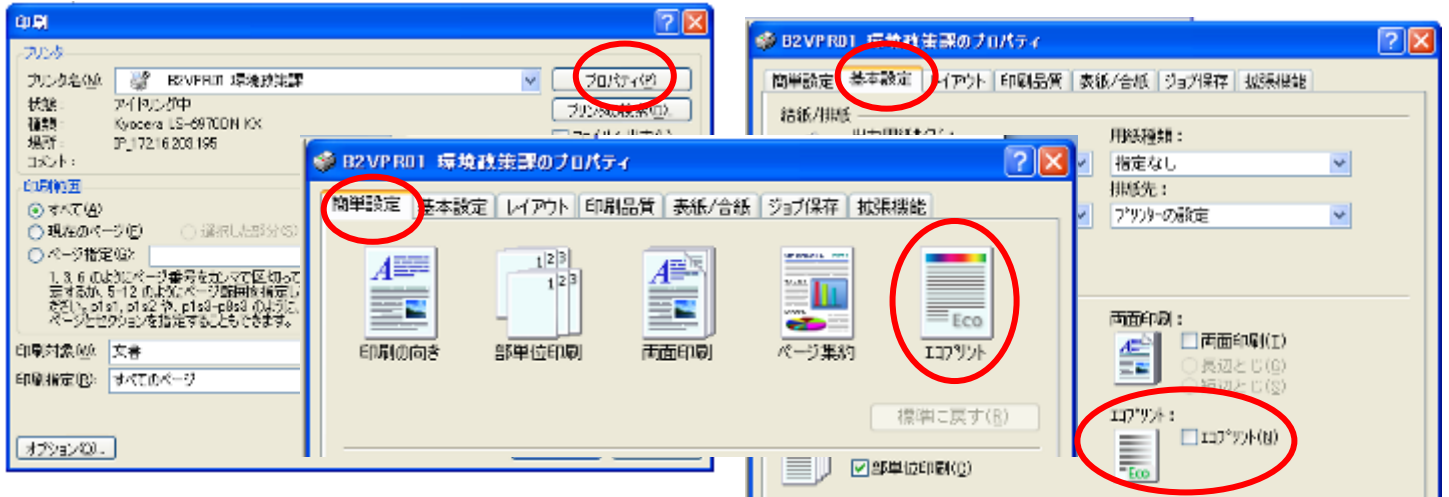 印刷
プリンタ
プリンタ名(N): B2VPR01 環境政策課
プロパティ(P)
状態: アイドリング中
種類: Kyocera LS-6970DN KX
場所: IP_172.16.203.195
コメント:
印刷範囲
すべて(A)
現在のページ(E) 選択した部分(S)
ページ指定(G):
印刷対象(W): 文書
印刷指定(R): すべてのページ
オプション(O)...
B2VPR01 環境政策課のプロパティ
簡単設定 基本設定 レイアウト 印刷品質 表紙/合紙 ジョブ保存 拡張機能
印刷の向き 部単位印刷 両面印刷 ページ集約 エコプリント
Eco
標準に戻す(R)
B2VPR01 環境政策課のプロパティ
簡単設定 基本設定 レイアウト 印刷品質 表紙/合紙 ジョブ保存 拡張機能
給紙/排紙
用紙種類:
指定なし
排紙先:
プリンターの設定
両面印刷:
両面印刷(I)
長辺とじ(G)
短辺とじ(S)
エコプリント:
エコプリント(N)
Eco
部単位印刷(C)